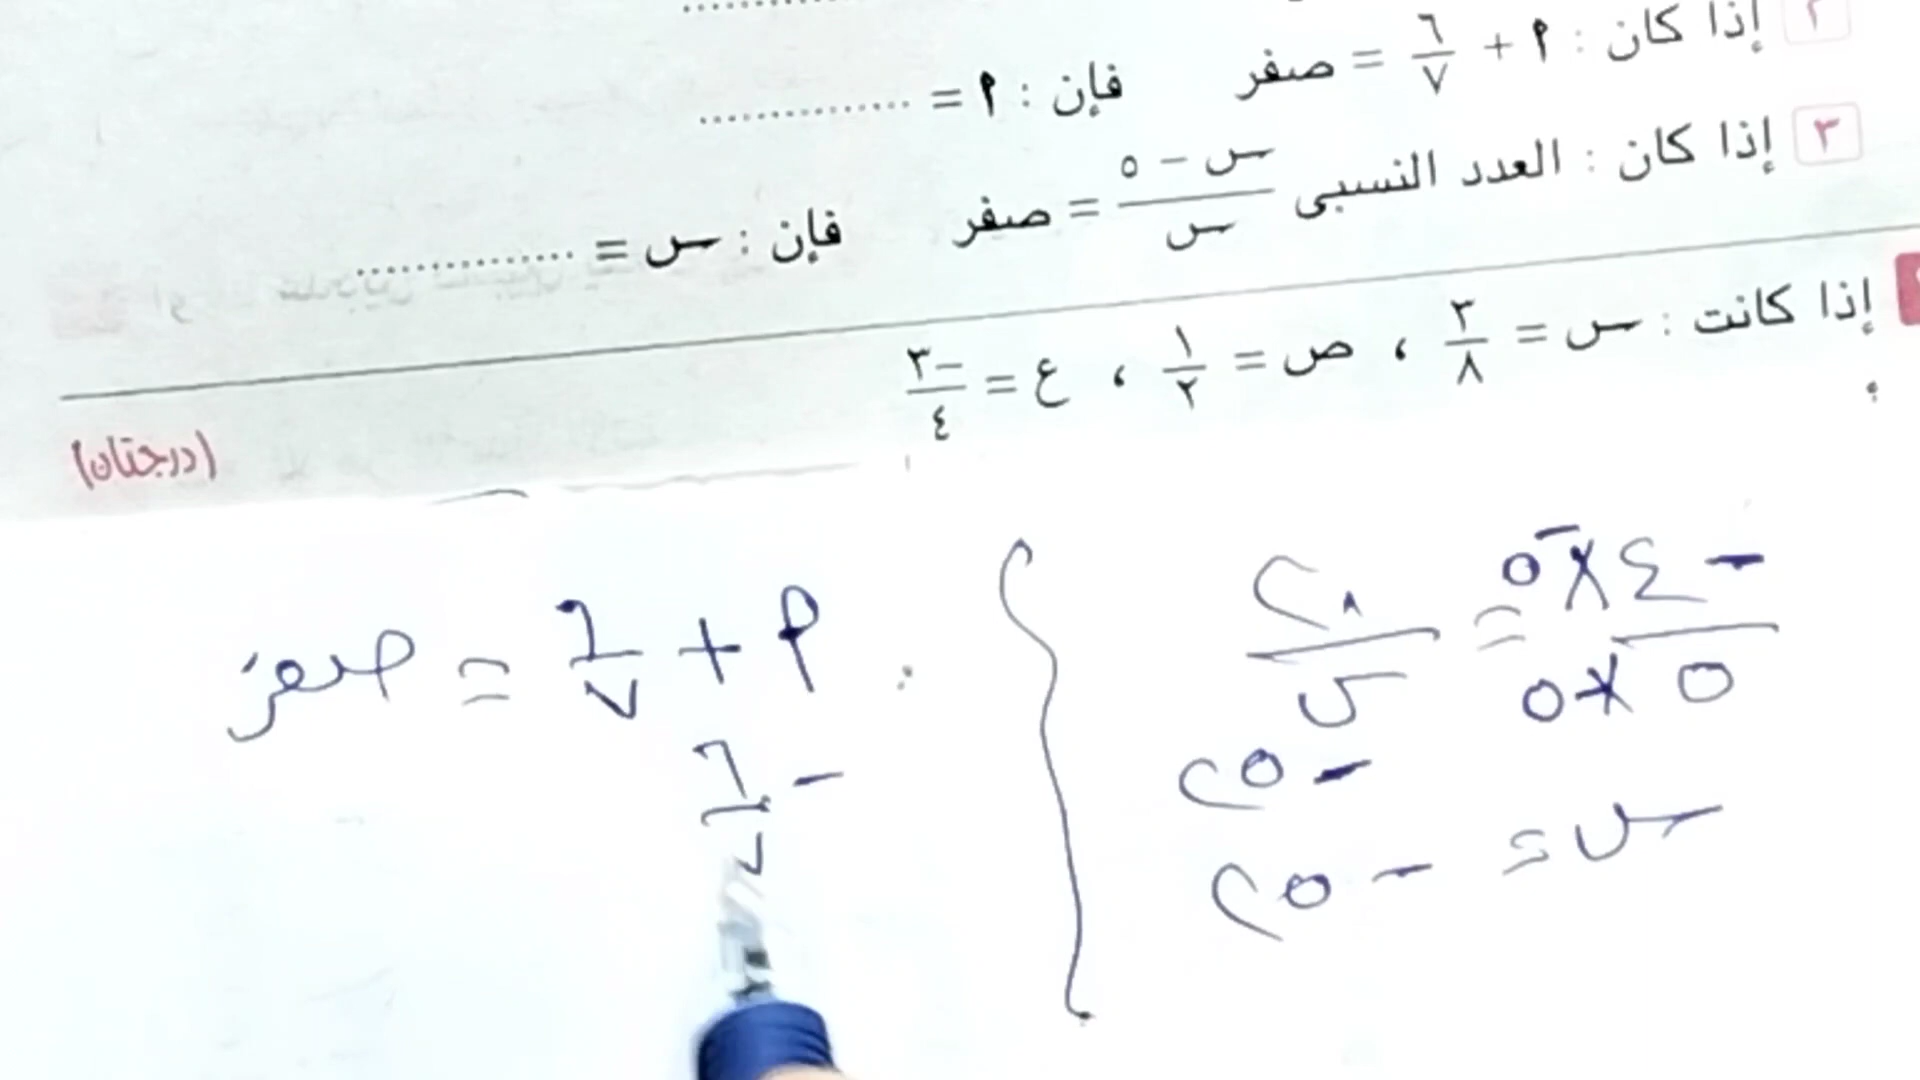 ٢ إذا كان : ٩ + ٦/٧ = صفر فإن : ٩ = ..............
٣ إذا كان : العدد النسبى (س - ٥)/س = صفر فإن : س = ..............
إذا كانت : س = ٣/٨ ، ص = ١/٢ ، ع = -٣/٤
(درجتان)
-٤ × -٥ / ٥ × ٥ = ٢٠/س
-٢٥
س = -٢٥
٩ + ٦/٧ = صفر
-٦/٧